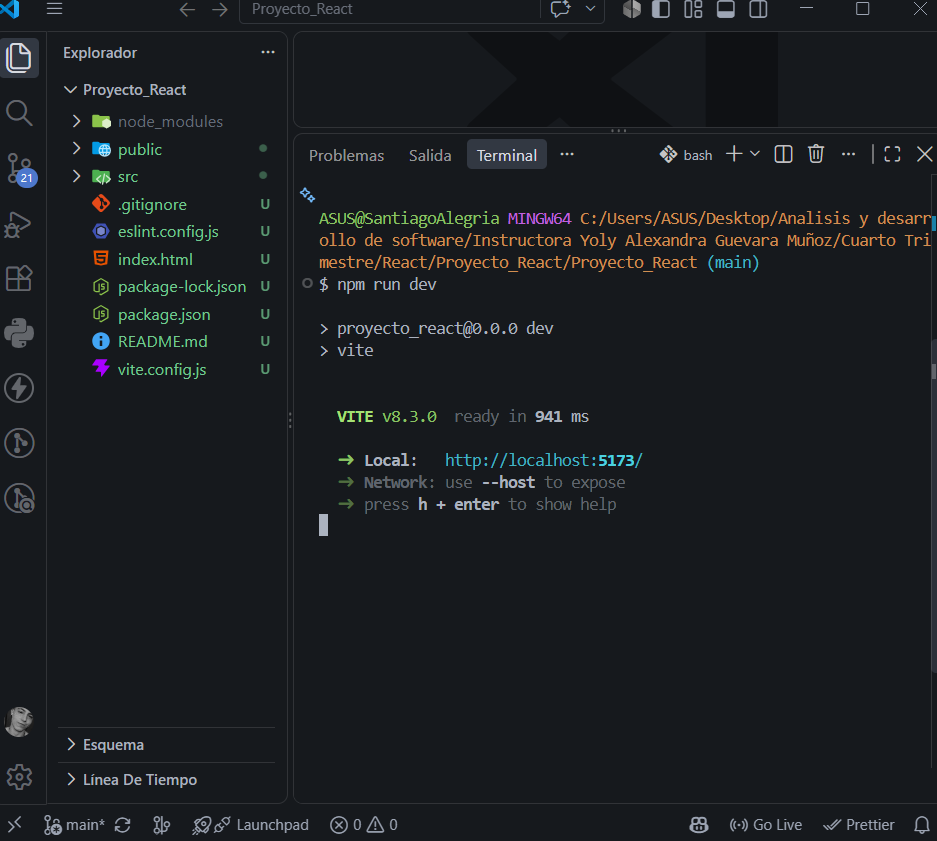 Proyecto_React
Explorador
Proyecto_React
node_modules
public
src
.gitignore U
eslint.config.js U
index.html U
package-lock.json U
package.json U
README.md U
vite.config.js U
21
Esquema
Línea De Tiempo
Problemas Salida Terminal
bash
ASUS@SantiagoAlegria MINGW64 C:/Users/ASUS/Desktop/Analisis y desarr
ollo de software/Instructora Yoly Alexandra Guevara Muñoz/Cuarto Tri
mestre/React/Proyecto_React/Proyecto_React (main)
$ npm run dev
> proyecto_react@0.0.0 dev
> vite
VITE v8.3.0 ready in 941 ms
➜ Local: http://localhost:5173/
➜ Network: use --host to expose
➜ press h + enter to show help
main* Launchpad 0 0 Go Live Prettier